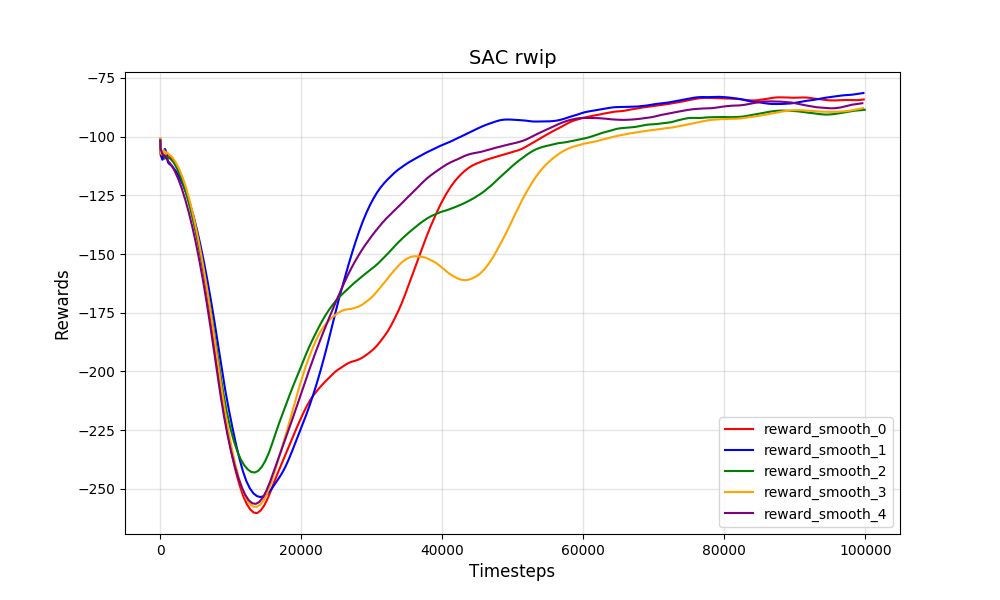 SAC rwip
Rewards
−75
−100
−125
−150
−175
−200
−225
−250
0
20000
40000
60000
80000
100000
Timesteps
reward_smooth_0
reward_smooth_1
reward_smooth_2
reward_smooth_3
reward_smooth_4